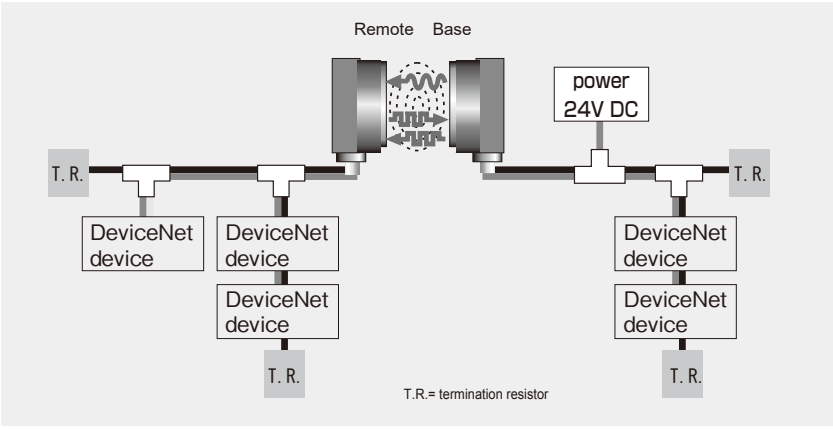 Remote Base
power
24V DC
T. R.
T. R.
DeviceNet
device
DeviceNet
device
DeviceNet
device
DeviceNet
device
DeviceNet
device
T. R.
T. R.
T.R.= termination resistor